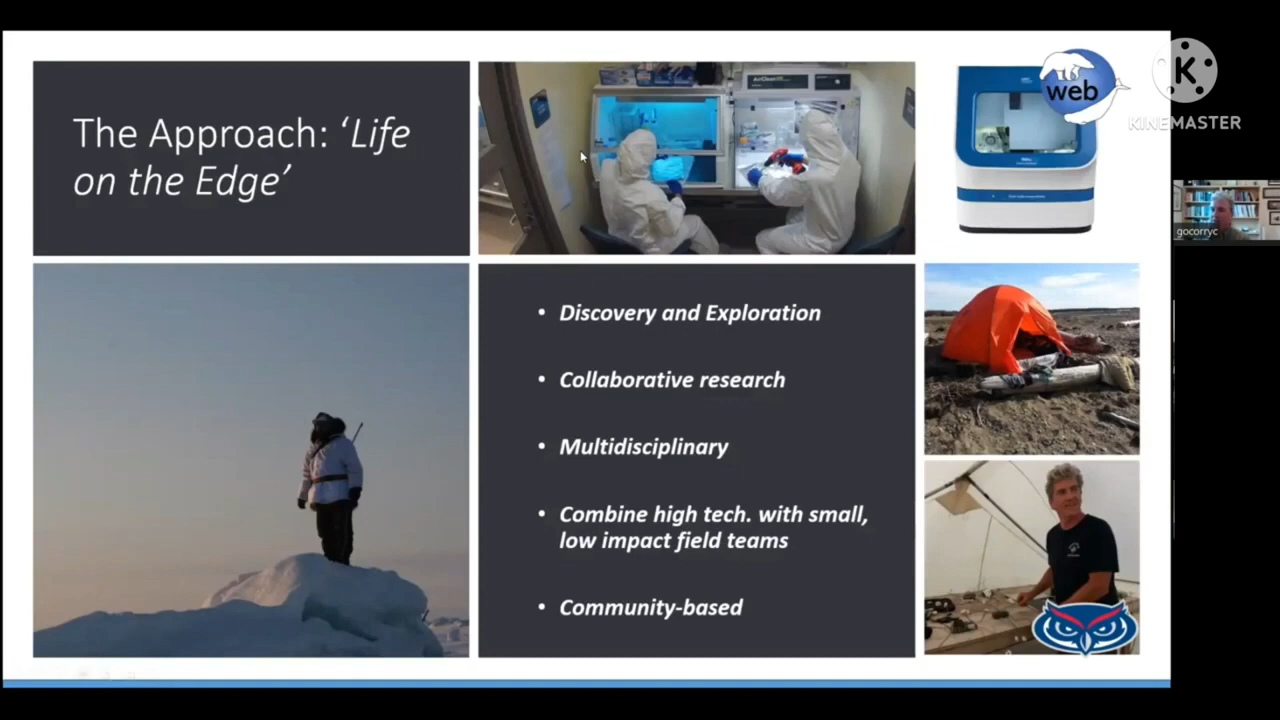 The Approach: ‘Life
on the Edge’
AirClean
web
KINEMASTER
gocorryc
• Discovery and Exploration
• Collaborative research
• Multidisciplinary
• Combine high tech. with small,
low impact field teams
• Community-based